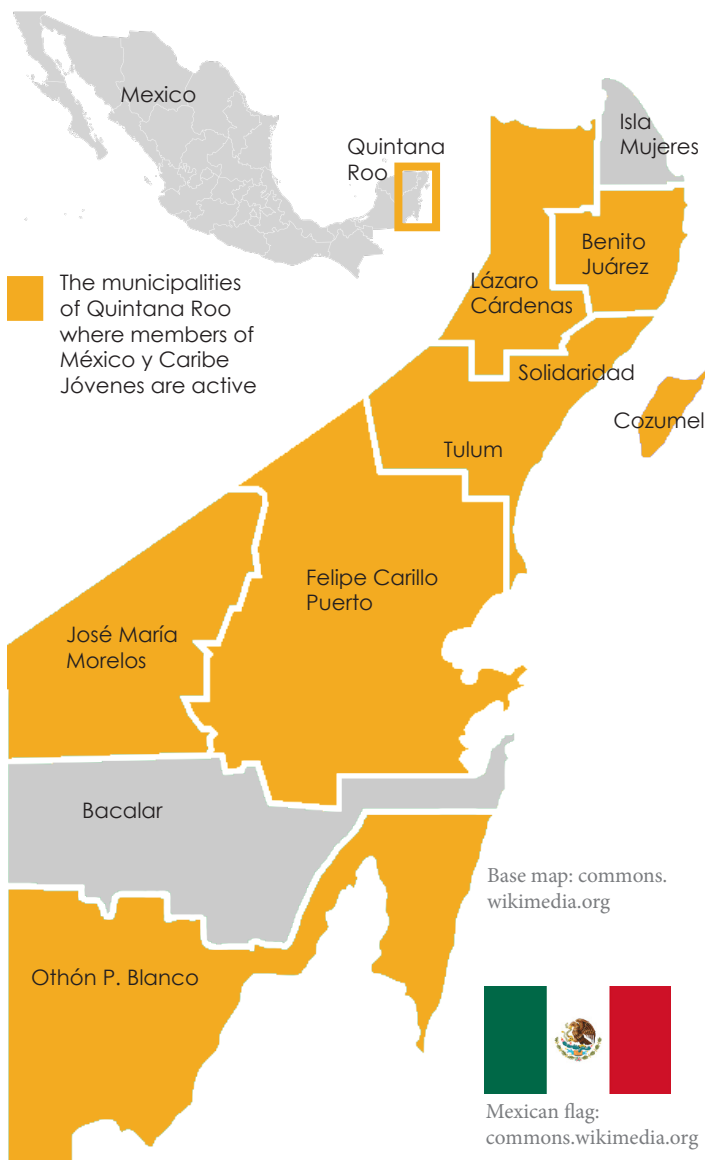 Mexico
Quintana
Roo
Isla
Mujeres
Benito
Juárez
Lázaro
Cárdenas
The municipalities
of Quintana Roo
where members of
México y Caribe
Jóvenes are active
Solidaridad
Cozumel
Tulum
Felipe Carillo
Puerto
José María
Morelos
Bacalar
Base map: commons.
wikimedia.org
Othón P. Blanco
Mexican flag:
commons.wikimedia.org